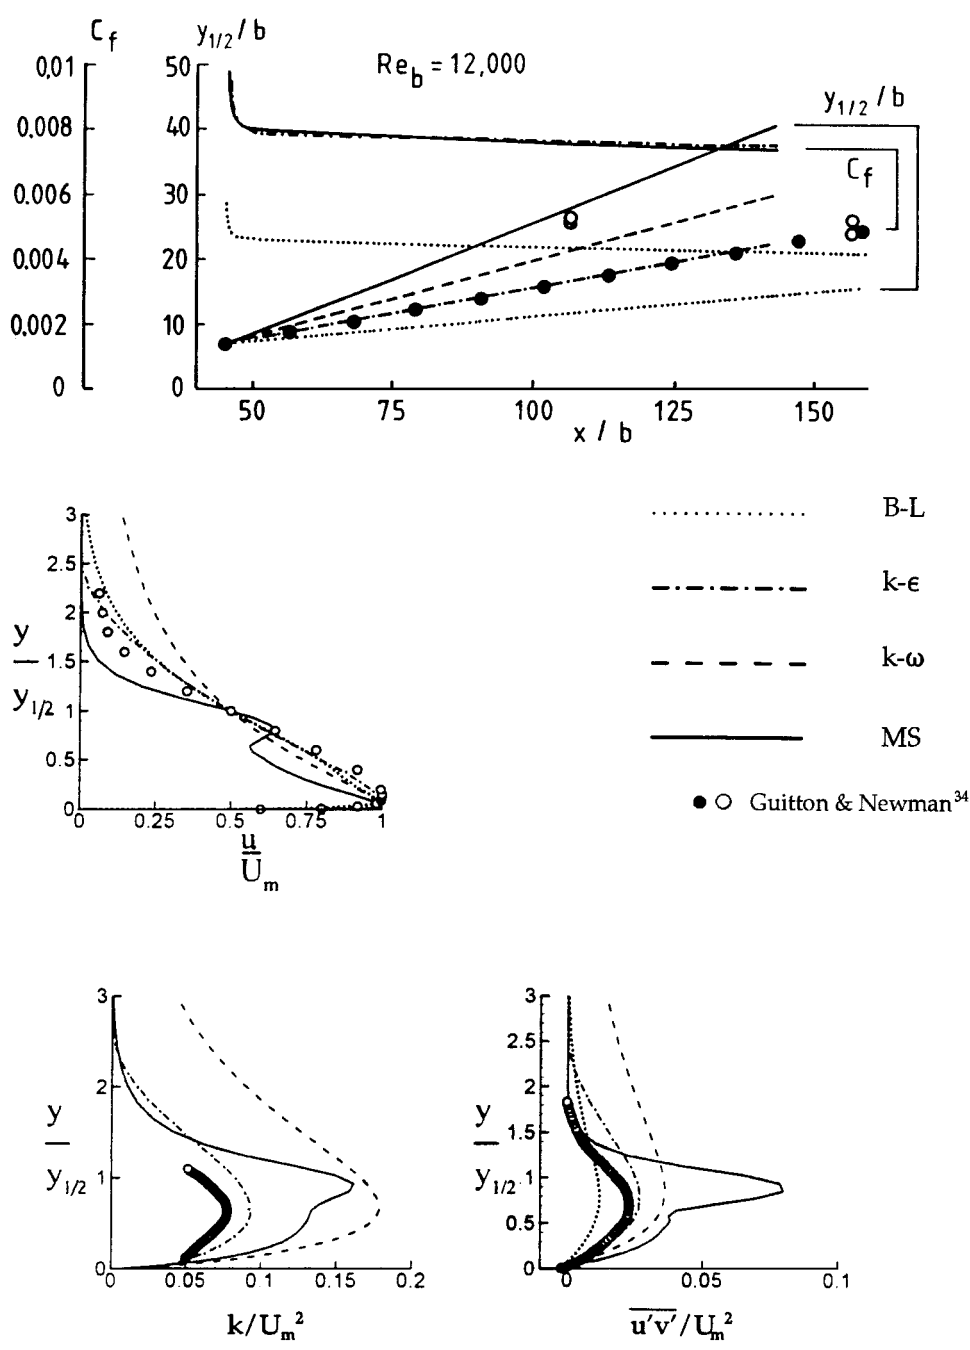 C_f
y_1/2 / b
Re_b = 12,000
0,01
0,008
0,006
0,004
0,002
0
50
40
30
20
10
0
y_1/2 / b
C_f
50 75 100 125 150
x / b
B-L
k-ϵ
k-ω
MS
Guitton & Newman^34
3
2.5
2
1.5
1
0.5
0
y
y_1/2
0 0.25 0.5 0.75 1
u
U_m
3
2
1
0
y
y_1/2
0 0.05 0.1 0.15 0.2
k/U_m^2
3
2.5
2
1.5
1
0.5
0
y
y_1/2
0 0.05 0.1
u'v'/U_m^2